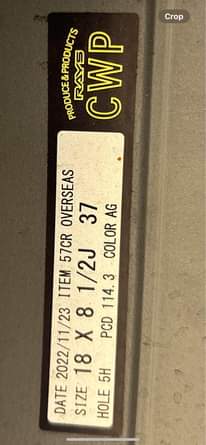 Crop
PRODUCE & PRODUCTS
RAYS
CWP
DATE 2022/11/23 ITEM 57CR OVERSEAS
SIZE 18 X 8 1/2J 37
HOLE 5H PCD 114.3 COLOR AG